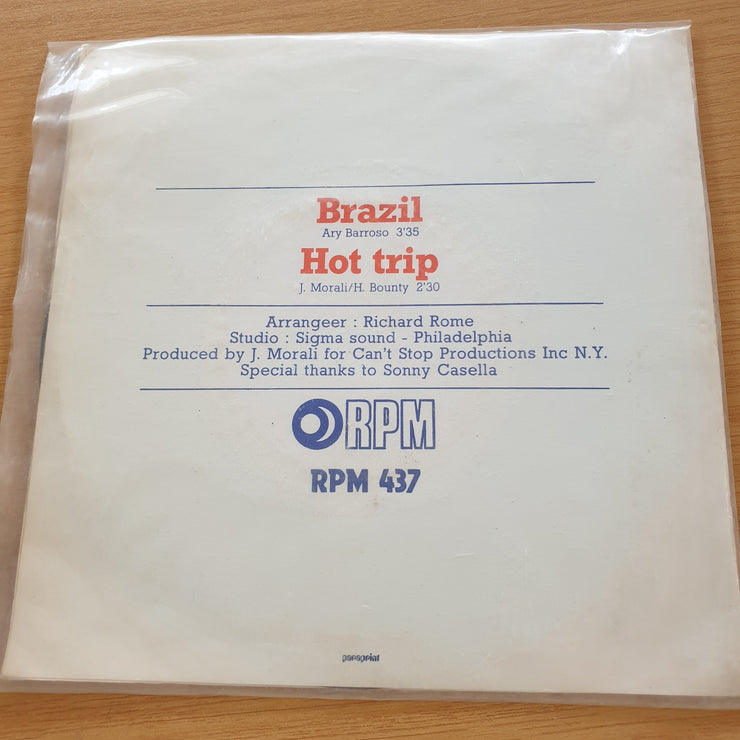 Brazil
Ary Barroso 3'35
Hot trip
J. Morali/H. Bounty 2'30
Arrangeer : Richard Rome
Studio : Sigma sound - Philadelphia
Produced by J. Morali for Can't Stop Productions Inc N.Y.
Special thanks to Sonny Casella
RPM
RPM 437